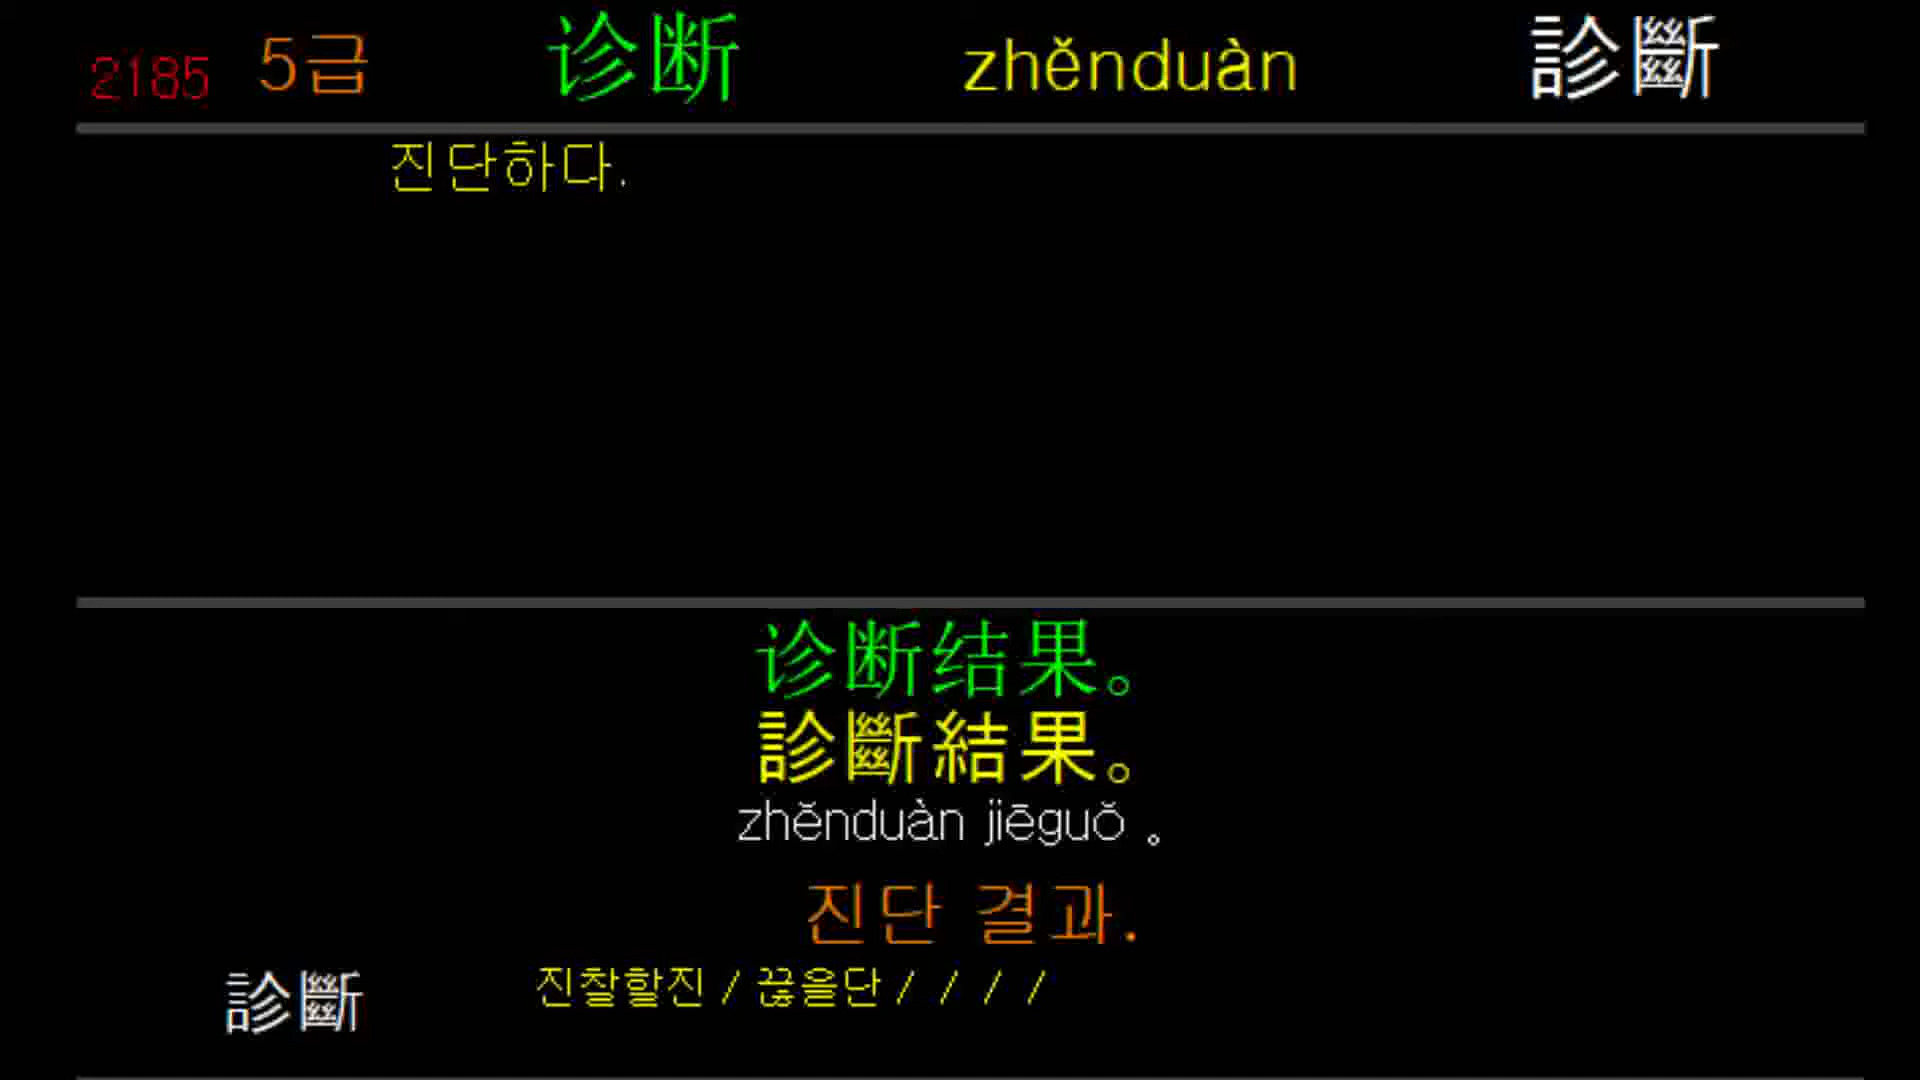 2185 5급 诊断 zhěnduàn 診斷
진단하다.
诊断结果。
診斷結果。
zhěnduàn jiēguǒ 。
진단 결과.
診斷 진찰할진 / 끊을단 / / / /